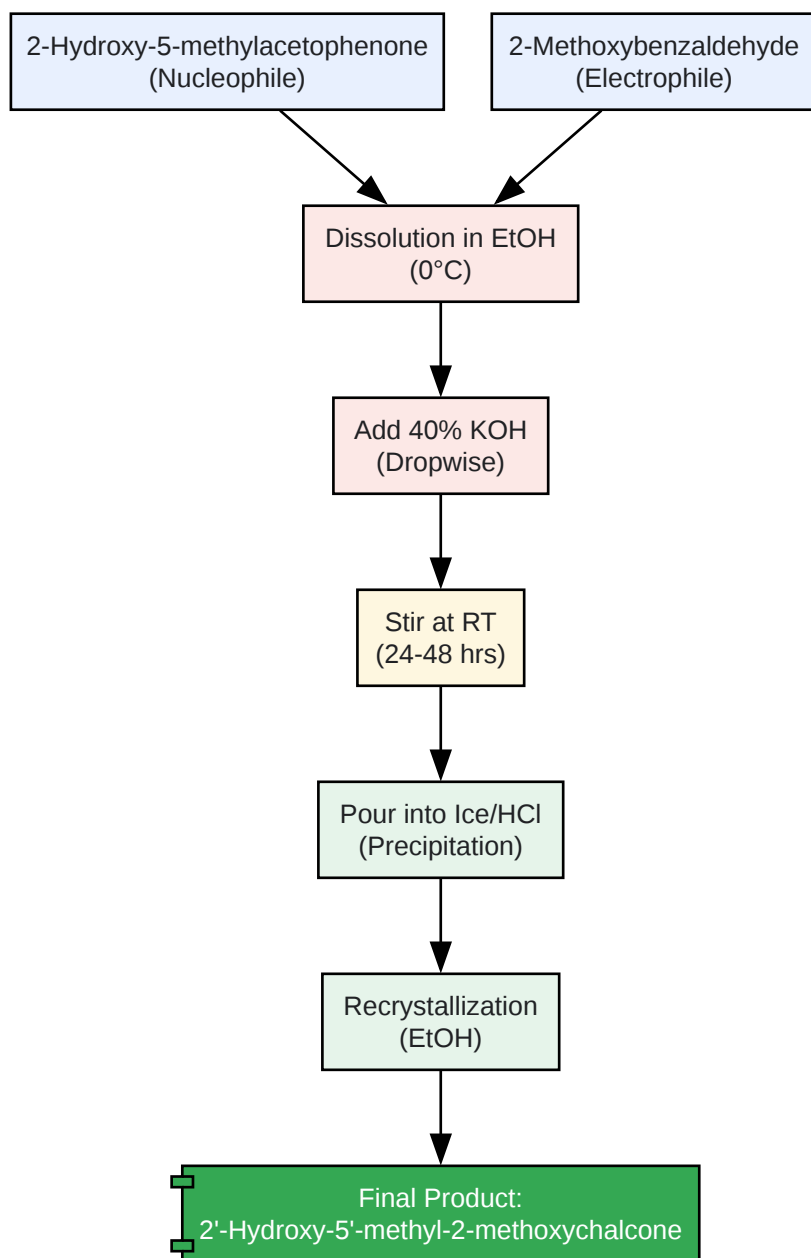 2-Hydroxy-5-methylacetophenone
(Nucleophile)
2-Methoxybenzaldehyde
(Electrophile)
Dissolution in EtOH
(0°C)
Add 40% KOH
(Dropwise)
Stir at RT
(24-48 hrs)
Pour into Ice/HCl
(Precipitation)
Recrystallization
(EtOH)
Final Product:
2'-Hydroxy-5'-methyl-2-methoxychalcone